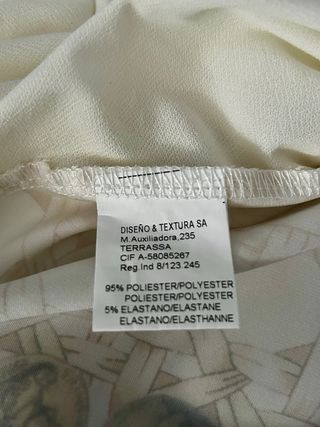 DISEÑO & TEXTURA SA
M.Auxiliadora,235
TERRASSA
CIF A-58085267
Reg.Ind 8/123.245
95% POLIESTER/POLYESTER
POLIESTER/POLYESTER
5% ELASTANO/ELASTANE
ELASTANO/ELASTHANNE